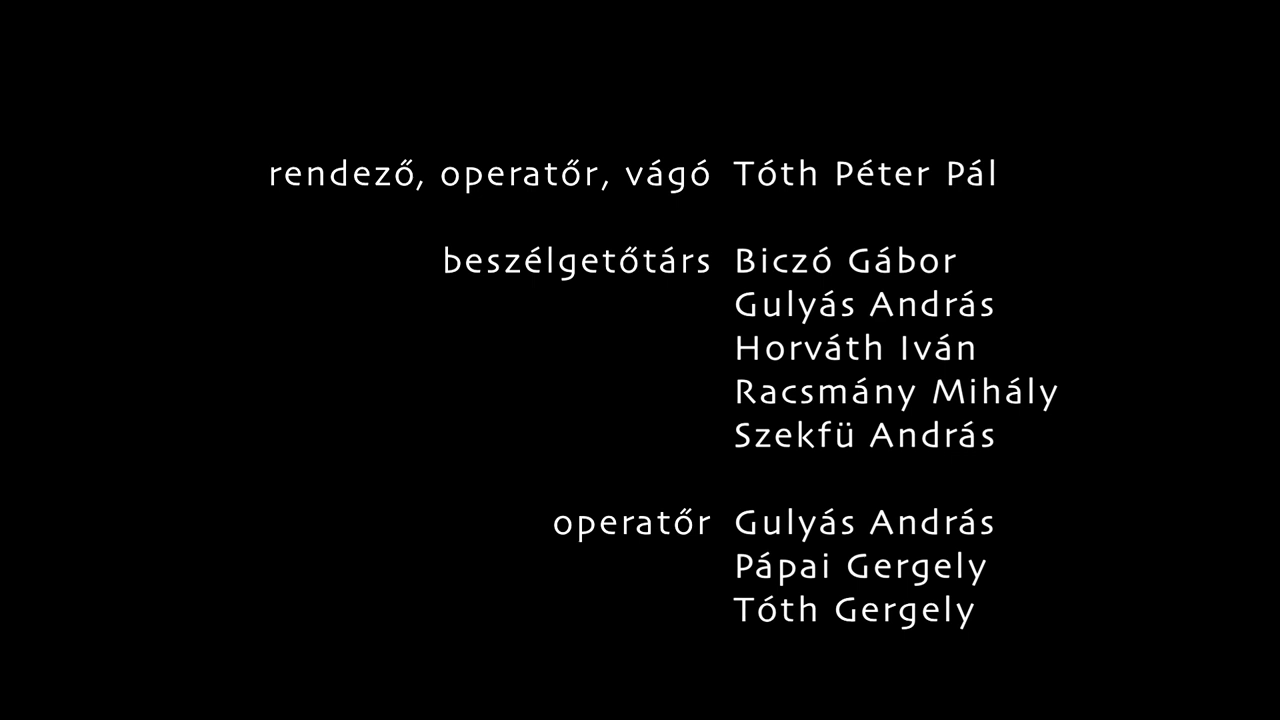 rendező, operatőr, vágó Tóth Péter Pál
beszélgetőtárs Biczó Gábor
Gulyás András
Horváth Iván
Racsmány Mihály
Szekfü András
operatőr Gulyás András
Pápai Gergely
Tóth Gergely